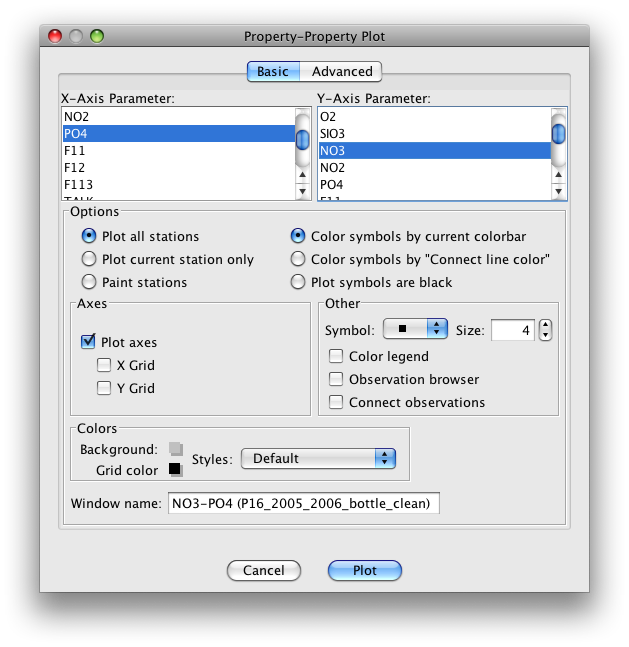 Property-Property Plot
Basic Advanced
X-Axis Parameter: Y-Axis Parameter:
NO2 O2
PO4 SIO3
F11 NO3
F12 NO2
F113 PO4
TALK F11
Options
Plot all stations Color symbols by current colorbar
Plot current station only Color symbols by "Connect line color"
Paint stations Plot symbols are black
Axes Other
Symbol: Size: 4
Plot axes Color legend
X Grid Observation browser
Y Grid Connect observations
Colors
Background:
Styles: Default
Grid color
Window name: NO3-PO4 (P16_2005_2006_bottle_clean)
Cancel Plot